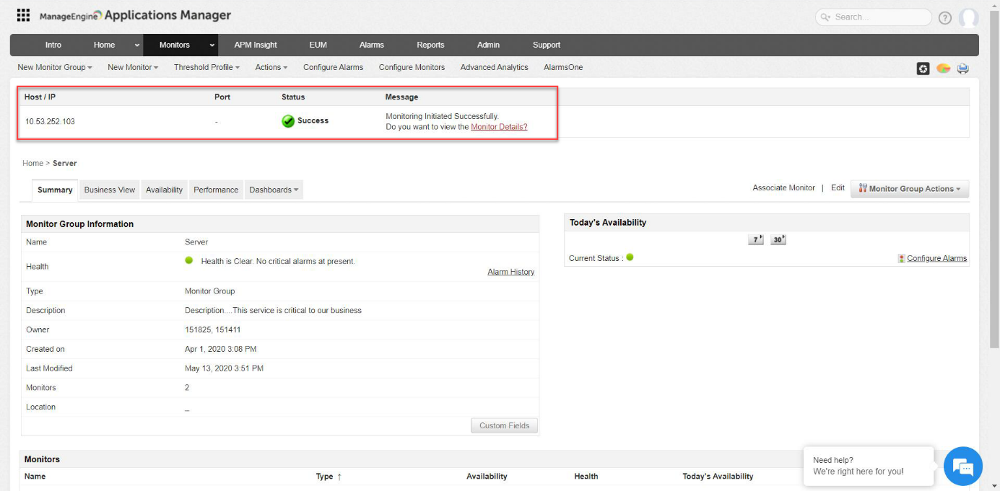 ManageEngine Applications Manager
Search...
?
Intro Home Monitors APM Insight EUM Alarms Reports Admin Support
New Monitor Group New Monitor Threshold Profile Actions Configure Alarms Configure Monitors Advanced Analytics AlarmsOne
Host / IP Port Status Message
10.53.252.103 - Success Monitoring Initiated Successfully.
Do you want to view the Monitor Details?
Home > Server
Summary Business View Availability Performance Dashboards Associate Monitor | Edit Monitor Group Actions
Monitor Group Information
Name Server
Health Health is Clear. No critical alarms at present.
Alarm History
Type Monitor Group
Description Description....This service is critical to our business
Owner 151825, 151411
Created on Apr 1, 2020 3:08 PM
Last Modified May 13, 2020 3:51 PM
Monitors 2
Location _
Custom Fields
Today's Availability
7 30
Current Status : Configure Alarms
Monitors
Name Type ↑ Availability Health Today's Availability
Need help?
We're right here for you!